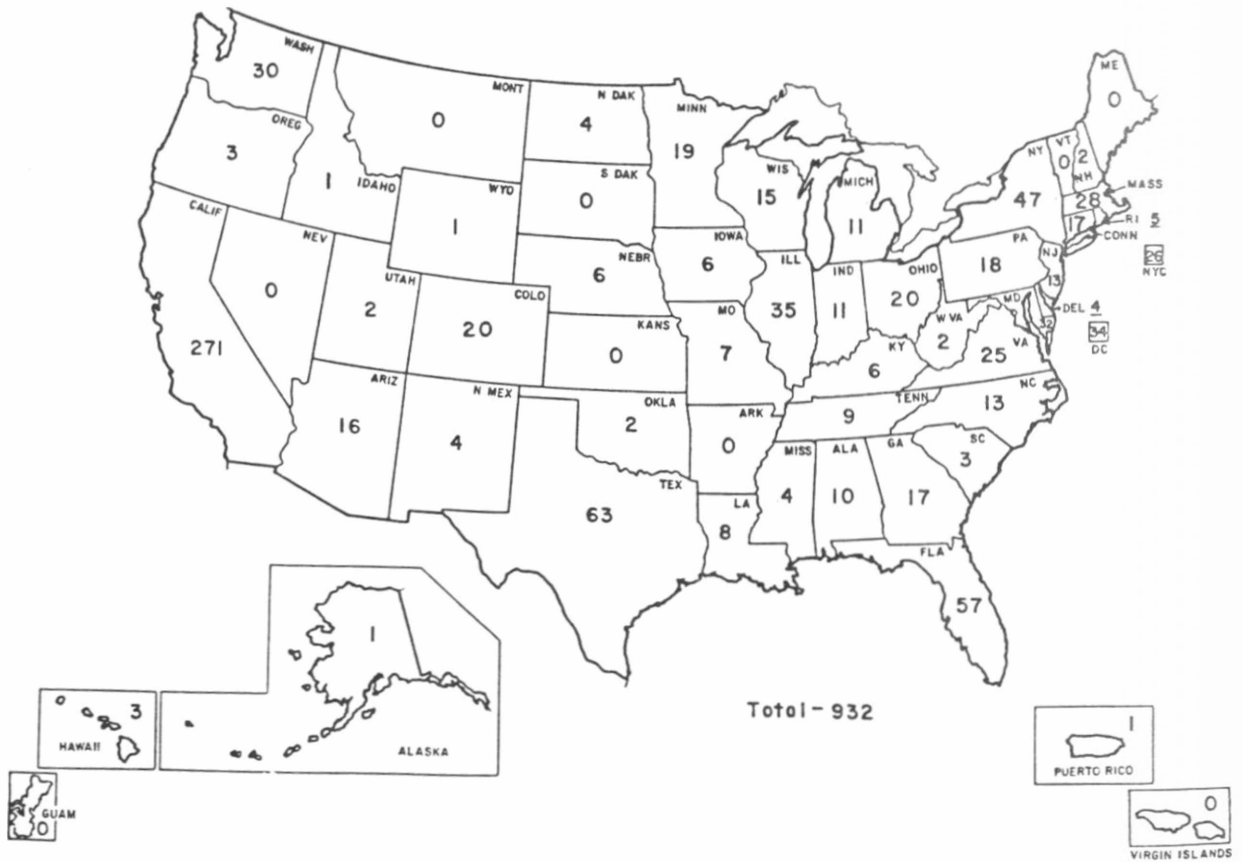 WASH
30
MONT
0
N DAK
4
MINN
19
ME
0
OREG
3
IDAHO
1
WYO
1
S DAK
0
WIS
15
MICH
11
NY
47
VT
0
2
NH
MASS
28
RI 5
17
CONN
26
NYC
CALIF
271
NEV
0
UTAH
2
COLO
20
NEBR
6
IOWA
6
ILL
35
IND
11
OHIO
20
PA
18
NJ
13
MD
32
DEL 4
34
DC
W VA
2
VA
25
KANS
0
MO
7
KY
6
ARIZ
16
N MEX
4
OKLA
2
ARK
0
TENN
9
NC
13
SC
3
TEX
63
LA
8
MISS
4
ALA
10
GA
17
FLA
57
1
ALASKA
3
HAWAII
GUAM
0
Total-932
1
PUERTO RICO
0
VIRGIN ISLANDS